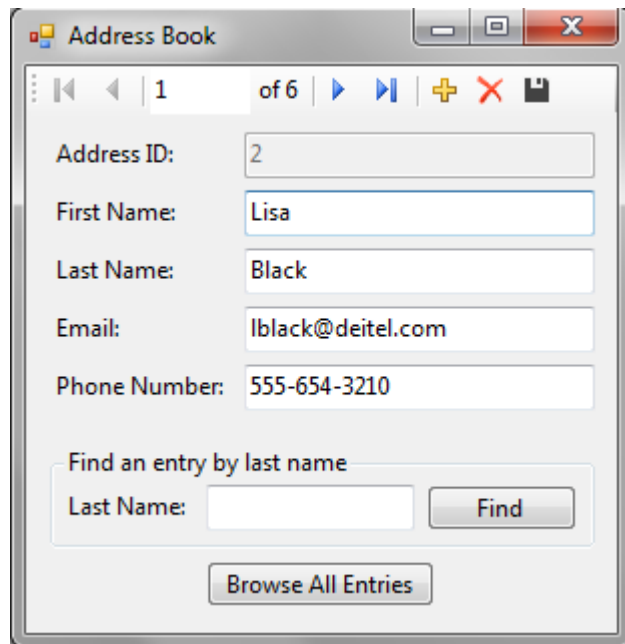 Address Book
1 of 6
Address ID: 2
First Name: Lisa
Last Name: Black
Email: lblack@deitel.com
Phone Number: 555-654-3210
Find an entry by last name
Last Name: Find
Browse All Entries